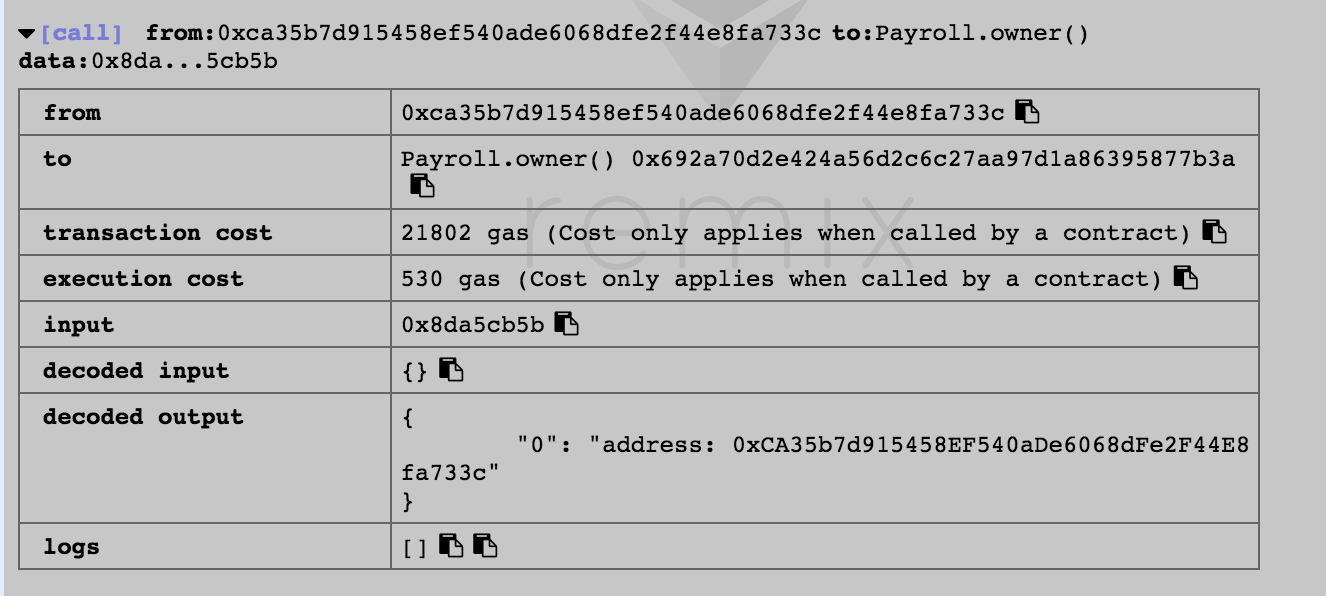 [call] from:0xca35b7d915458ef540ade6068dfe2f44e8fa733c to:Payroll.owner()
data:0x8da...5cb5b
from 0xca35b7d915458ef540ade6068dfe2f44e8fa733c
to Payroll.owner() 0x692a70d2e424a56d2c6c27aa97d1a86395877b3a
transaction cost 21802 gas (Cost only applies when called by a contract)
remix
execution cost 530 gas (Cost only applies when called by a contract)
input 0x8da5cb5b
decoded input {}
decoded output {
"0": "address: 0xCA35b7d915458EF540aDe6068dFe2F44E8
fa733c"
}
logs []